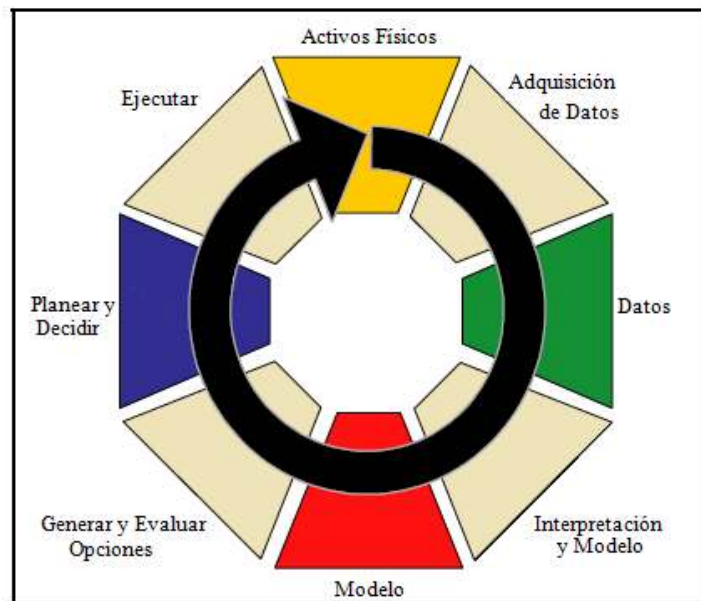 Activos Físicos
Adquisición
de Datos
Datos
Interpretación
y Modelo
Modelo
Generar y Evaluar
Opciones
Planear y
Decidir
Ejecutar